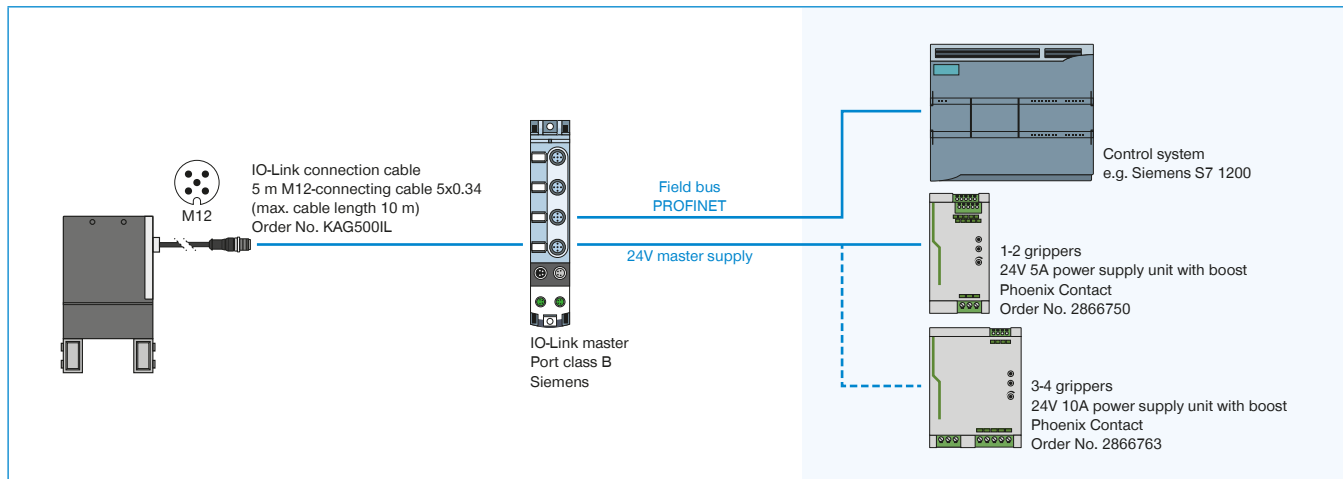 M12
IO-Link connection cable
5 m M12-connecting cable 5x0.34
(max. cable length 10 m)
Order No. KAG500IL
IO-Link master
Port class B
Siemens
Field bus
PROFINET
24V master supply
Control system
e.g. Siemens S7 1200
1-2 grippers
24V 5A power supply unit with boost
Phoenix Contact
Order No. 2866750
3-4 grippers
24V 10A power supply unit with boost
Phoenix Contact
Order No. 2866763